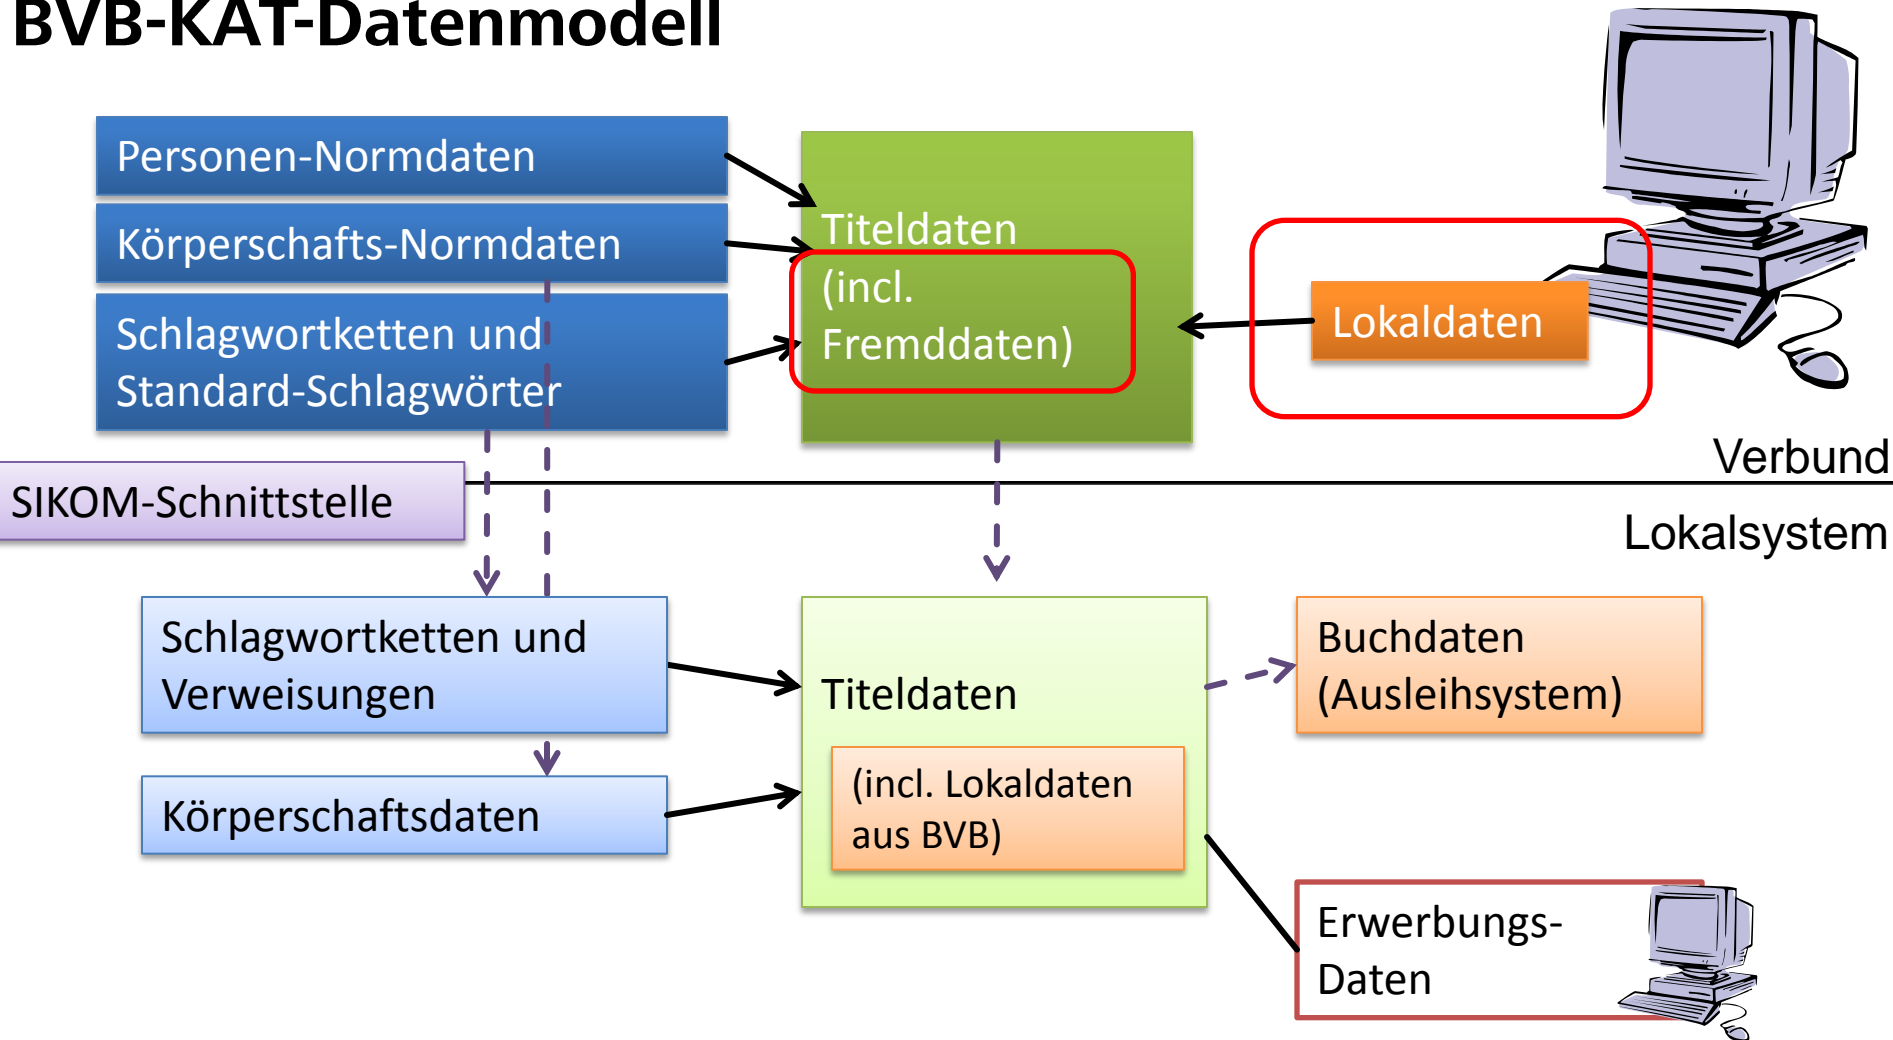 BVB-KAT-Datenmodell
Personen-Normdaten
Körperschafts-Normdaten
Schlagwortketten und
Standard-Schlagwörter
Titeldaten
(incl.
Fremddaten)
Lokaldaten
Verbund
SIKOM-Schnittstelle
Lokalsystem
Schlagwortketten und
Verweisungen
Körperschaftsdaten
Titeldaten
(incl. Lokaldaten
aus BVB)
Buchdaten
(Ausleihsystem)
Erwerbungs-
Daten